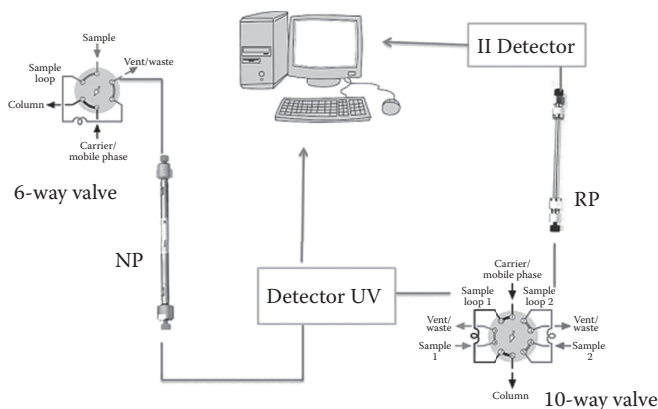 Sample
Vent/waste
Sample
loop
Column
Carrier/
mobile phase
6-way valve
NP
Detector UV
II Detector
RP
Carrier/
mobile phase
Sample
loop 1
Sample
loop 2
Vent/
waste
Vent/
waste
Sample
1
Sample
2
Column
10-way valve